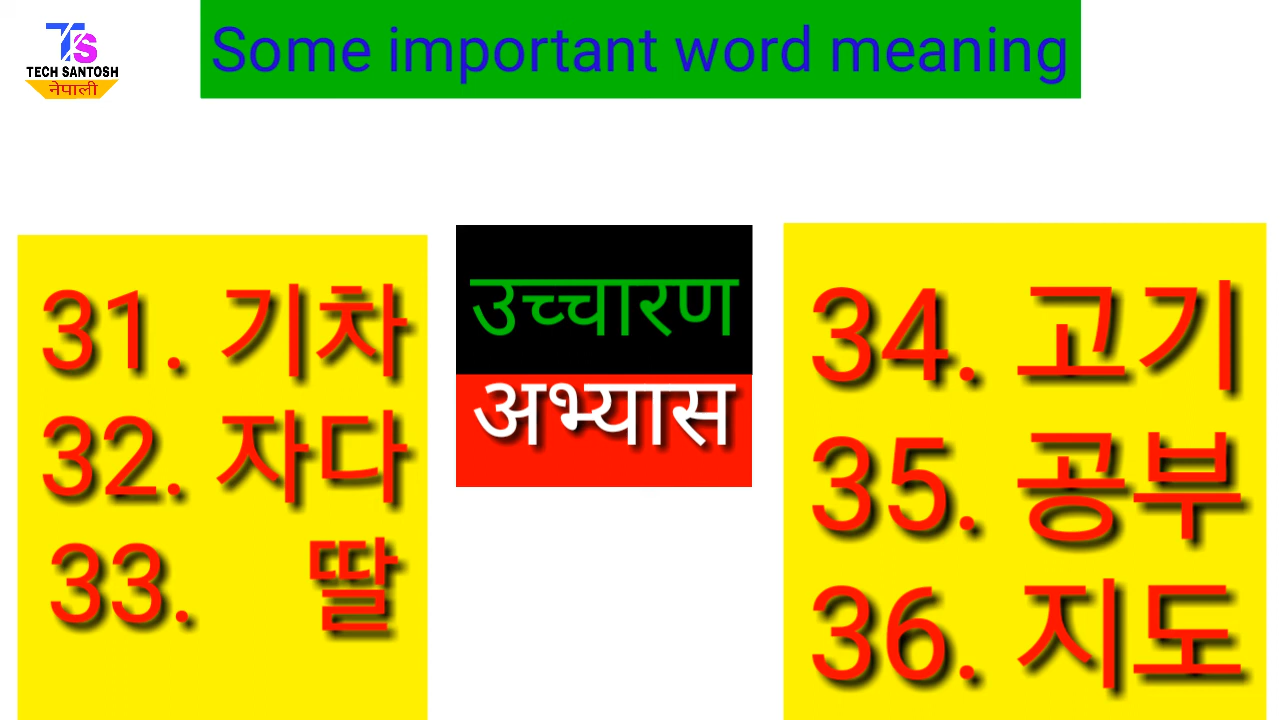 TS
TECH SANTOSH
नेपाली
Some important word meaning
31. 기차
32. 자다
33. 딸
उच्चारण
अभ्यास
34. 고기
35. 공부
36. 지도